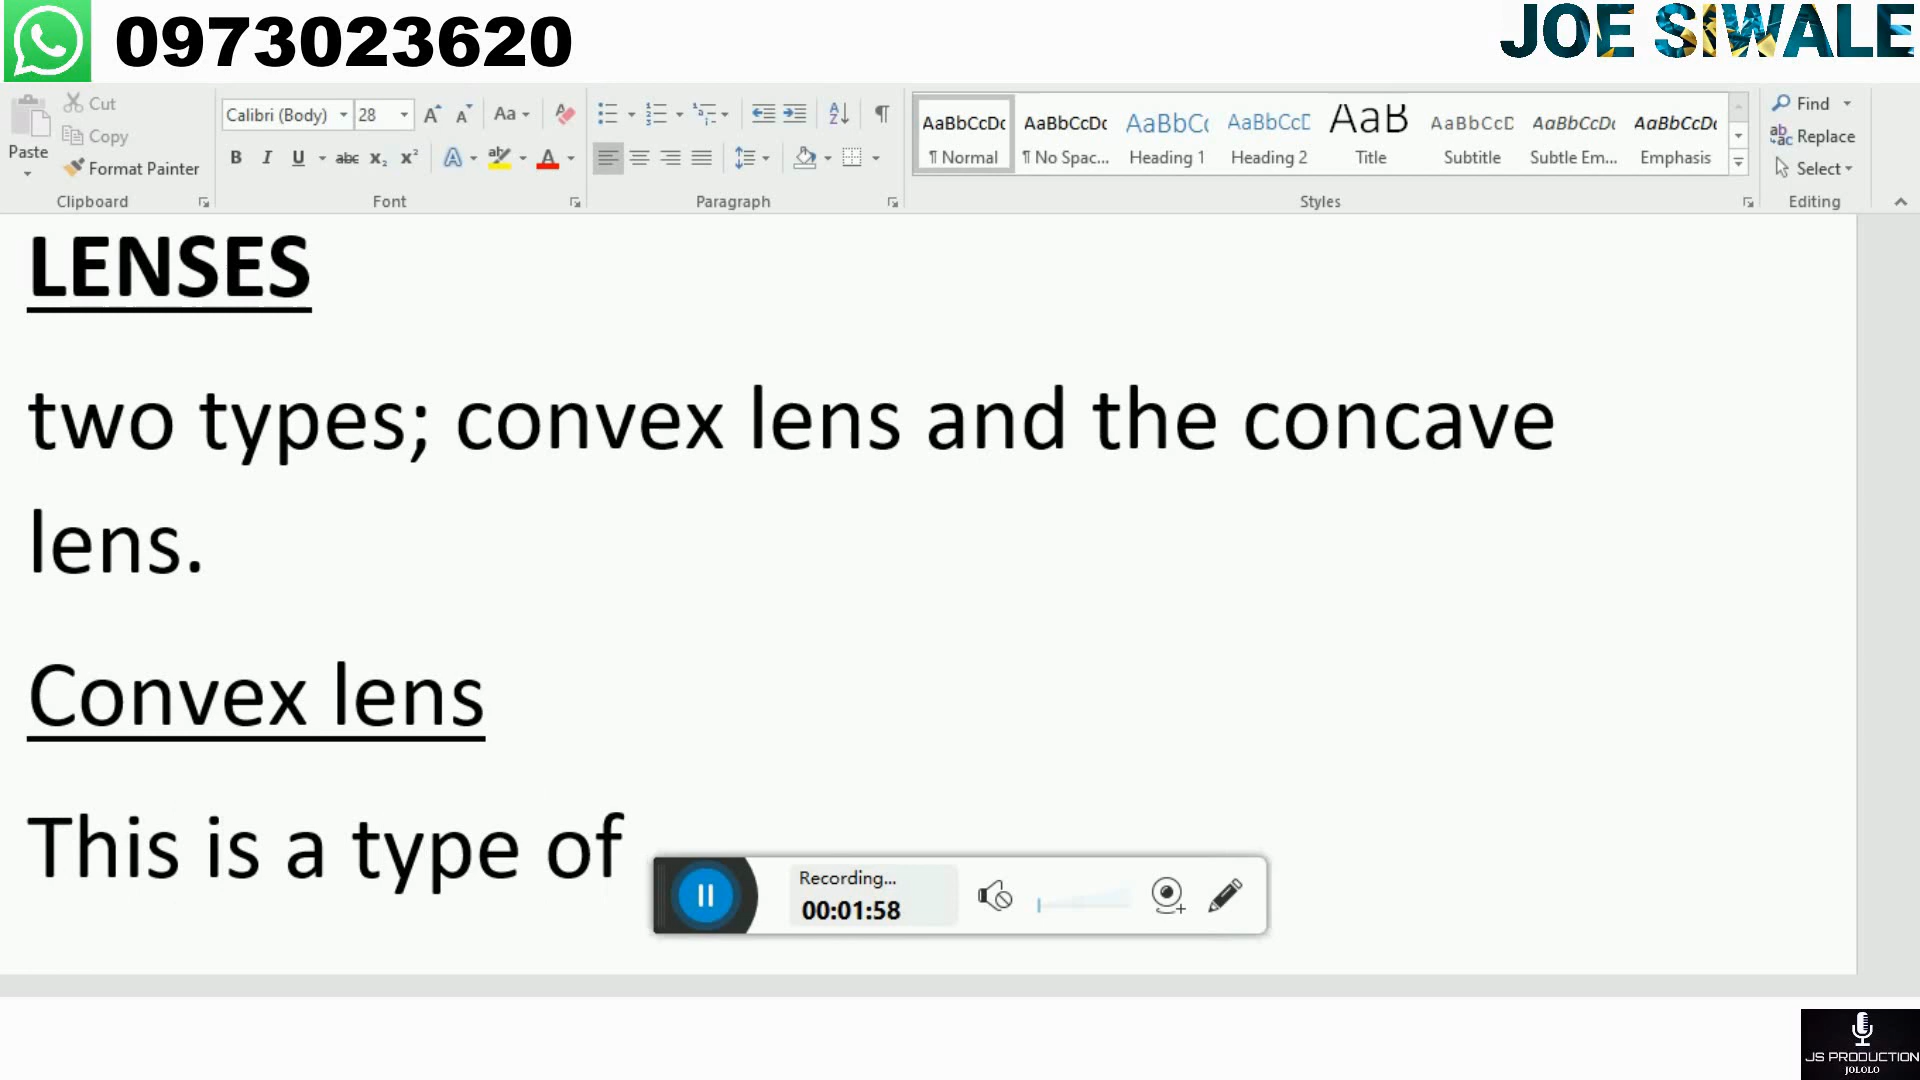 0973023620
JOE SIWALE
Cut
Copy
Paste
Format Painter
Clipboard
Calibri (Body) 28
Aa
B I U abc x₂ x² A ab A
Font
Paragraph
AaBbCcDc AaBbCcDc AaBbCc AaBbCcD AaB AaBbCcD AaBbCcDc AaBbCcDc
¶ Normal ¶ No Spac... Heading 1 Heading 2 Title Subtitle Subtle Em... Emphasis
Styles
Find
Replace
Select
Editing
LENSES
two types; convex lens and the concave
lens.
Convex lens
This is a type of
Recording...
00:01:58
JS PRODUCTION
JOLOLO